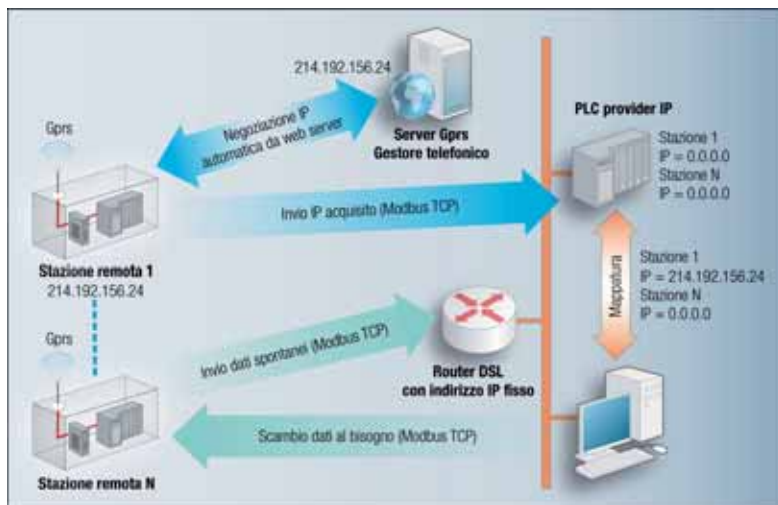 214.192.156.24
Gprs
Negoziazione IP
automatica da web server
Server Gprs
Gestore telefonico
PLC provider IP
Stazione 1
IP = 0.0.0.0
Stazione N
IP = 0.0.0.0
Invio IP acquisito (Modbus TCP)
Stazione remota 1
214.192.156.24
Mappatura
Stazione 1
IP = 214.192.156.24
Stazione N
IP = 0.0.0.0
Gprs
Invio dati spontanei (Modbus TCP)
Router DSL
con indirizzo IP fisso
Scambio dati al bisogno (Modbus TCP)
Stazione remota N